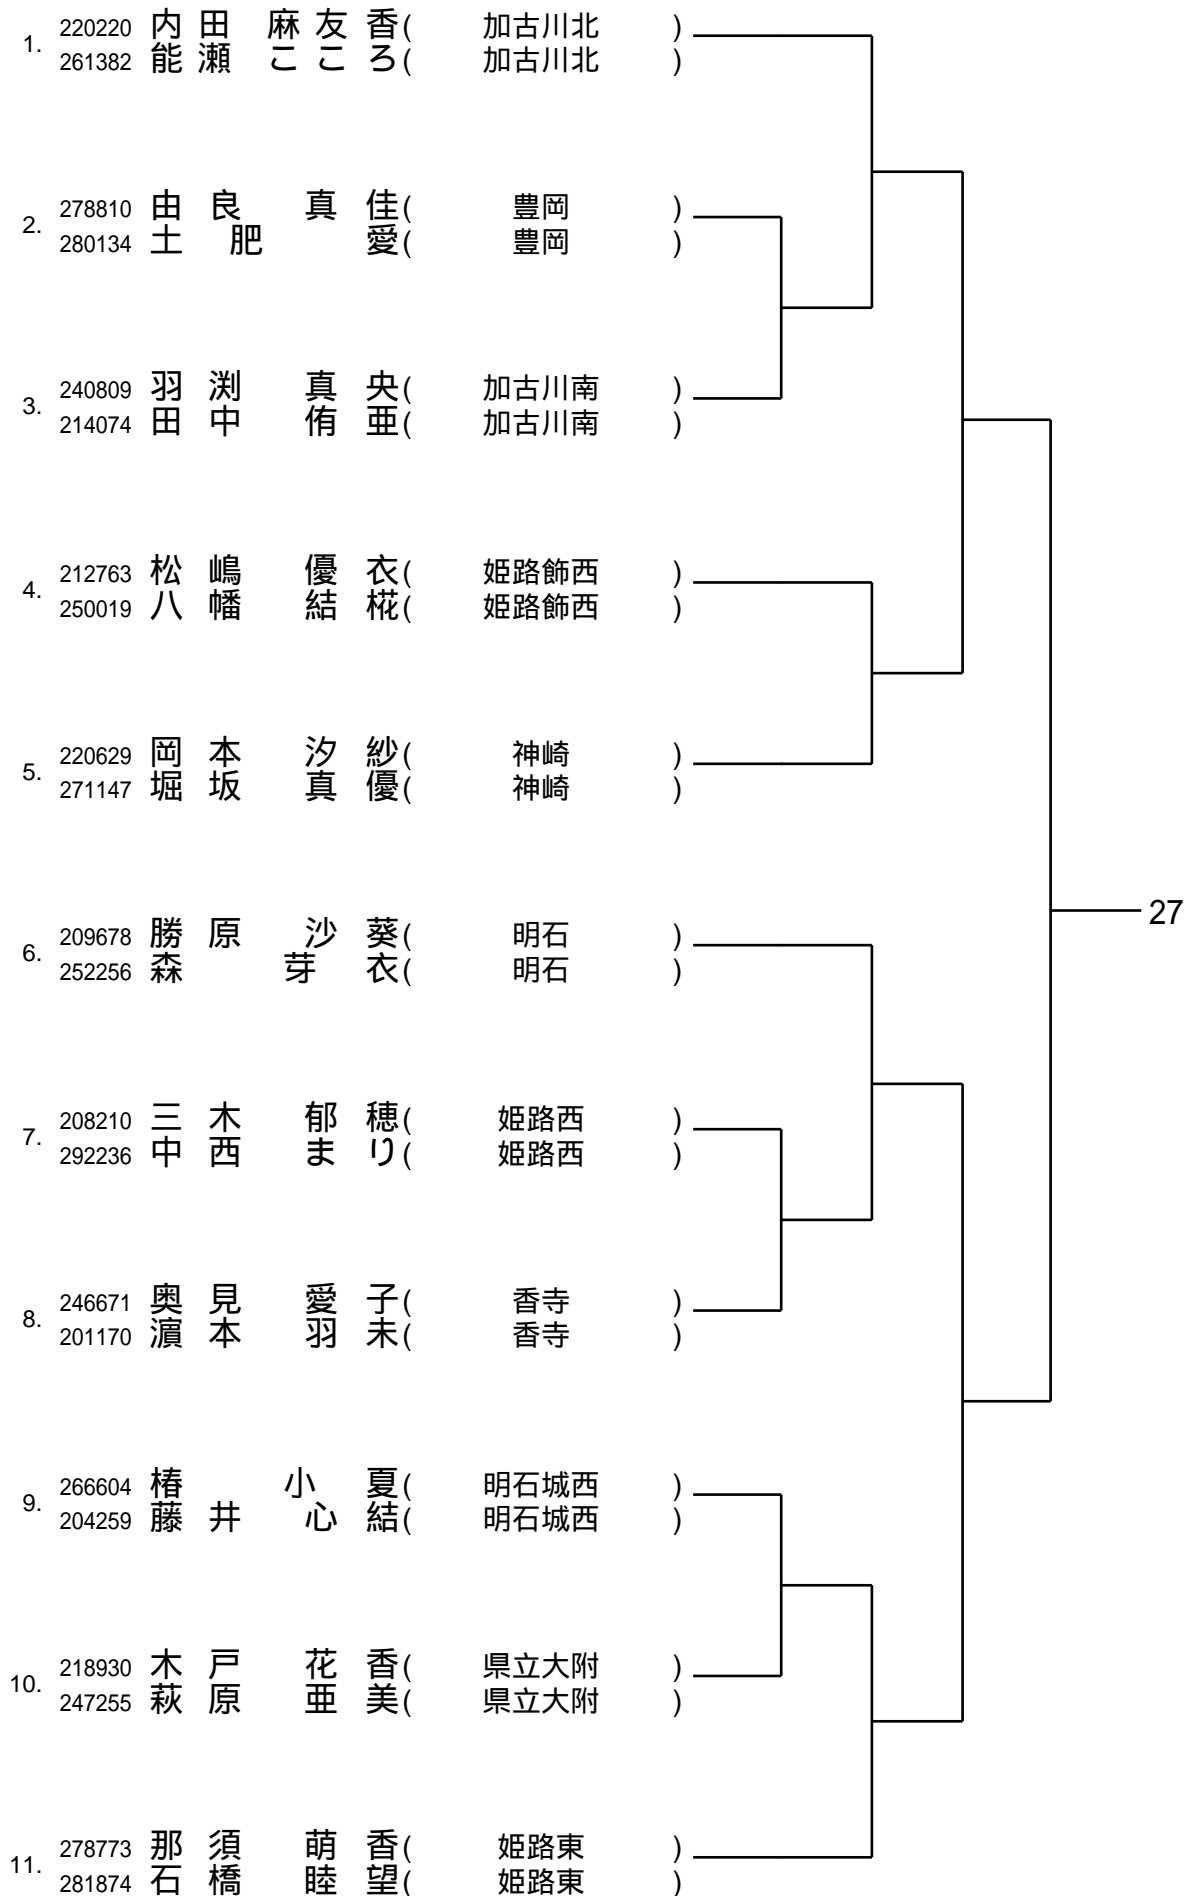 1. 220220 内田 麻友香( 加古川北 )
261382 能瀬 こころ( 加古川北 )
2. 278810 由良 真佳( 豊岡 )
280134 土肥 愛( 豊岡 )
3. 240809 羽渕 真央( 加古川南 )
214074 田中 侑亜( 加古川南 )
4. 212763 松嶋 優衣( 姫路飾西 )
250019 八幡 結椛( 姫路飾西 )
5. 220629 岡本 汐紗( 神崎 )
271147 堀坂 真優( 神崎 )
27
6. 209678 勝原 沙葵( 明石 )
252256 森 芽衣( 明石 )
7. 208210 三木 郁穂( 姫路西 )
292236 中西 まり( 姫路西 )
8. 246671 奥見 愛子( 香寺 )
201170 濵本 羽未( 香寺 )
9. 266604 椿 小夏( 明石城西 )
204259 藤井 心結( 明石城西 )
10. 218930 木戸 花香( 県立大附 )
247255 萩原 亜美( 県立大附 )
11. 278773 那須 萌香( 姫路東 )
281874 石橋 睦望( 姫路東 )